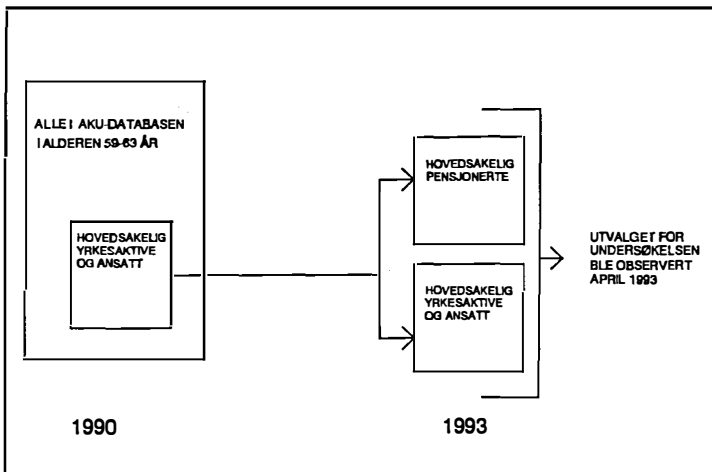 ALLE I AKU-DATABASEN
I ALDEREN 59-63 ÅR
HOVEDSAKELIG
YRKESAKTIVE
OG ANSATT
HOVEDSAKELIG
PENSJONERTE
HOVEDSAKELIG
YRKESAKTIVE
OG ANSATT
UTVALGET FOR
UNDERSØKELSEN
BLE OBSERVERT
APRIL 1993
1990
1993